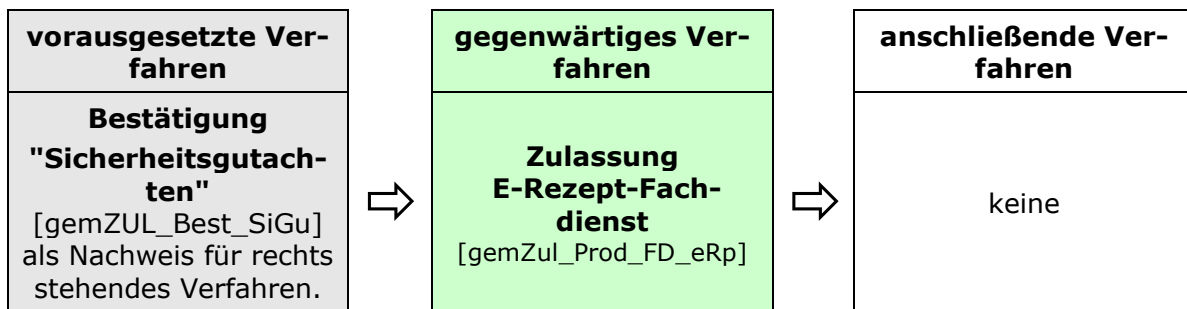 vorausgesetzte Ver-
fahren
Bestätigung
"Sicherheitsgutach-
ten"
[gemZUL_Best_SiGu]
als Nachweis für rechts
stehendes Verfahren.
gegenwärtiges Ver-
fahren
Zulassung
E-Rezept-Fach-
dienst
[gemZul_Prod_FD_eRp]
anschließende Ver-
fahren
keine